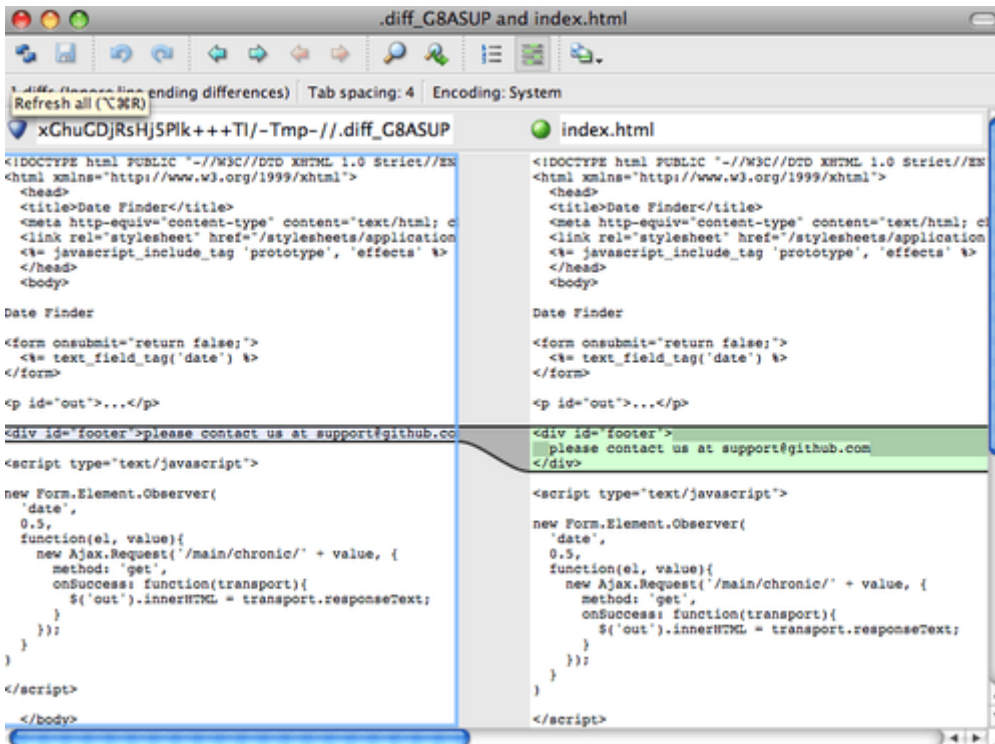 .diff_G8ASUP and index.html
1 diffs (Ignore line ending differences) Tab spacing: 4 Encoding: System
Refresh all (⌥⌘R)
xGhuGDjRsHj5Plk+++TI/-Tmp-//.diff_G8ASUP
<!DOCTYPE html PUBLIC "-//W3C//DTD XHTML 1.0 Strict//EN
<html xmlns="http://www.w3.org/1999/xhtml">
<head>
<title>Date Finder</title>
<meta http-equiv="content-type" content="text/html; c
<link rel="stylesheet" href="/stylesheets/application
<%= javascript_include_tag 'prototype', 'effects' %>
</head>
<body>
Date Finder
<form onsubmit="return false;">
<%= text_field_tag('date') %>
</form>
<p id="out">...</p>
<div id="footer">please contact us at support@github.co
<script type="text/javascript">
new Form.Element.Observer(
'date',
0.5,
function(el, value){
new Ajax.Request('/main/chronic/' + value, {
method: 'get',
onSuccess: function(transport){
$('out').innerHTML = transport.responseText;
}
});
}
)
</script>
</body>
index.html
<!DOCTYPE html PUBLIC "-//W3C//DTD XHTML 1.0 Strict//EN
<html xmlns="http://www.w3.org/1999/xhtml">
<head>
<title>Date Finder</title>
<meta http-equiv="content-type" content="text/html; cl
<link rel="stylesheet" href="/stylesheets/application
<%= javascript_include_tag 'prototype', 'effects' %>
</head>
<body>
Date Finder
<form onsubmit="return false;">
<%= text_field_tag('date') %>
</form>
<p id="out">...</p>
<div id="footer">
please contact us at support@github.com
</div>
<script type="text/javascript">
new Form.Element.Observer(
'date',
0.5,
function(el, value){
new Ajax.Request('/main/chronic/' + value, {
method: 'get',
onSuccess: function(transport){
$('out').innerHTML = transport.responseText;
}
});
}
)
</script>